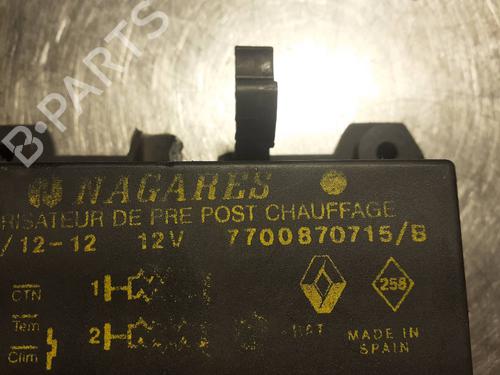 B-PARTS
NAGARES
RISATEUR DE PRE POST CHAUFFAGE
/12-12 12V 7700870715/B
CTN 1 258
Tem 2 MADE IN
Clim SPAIN